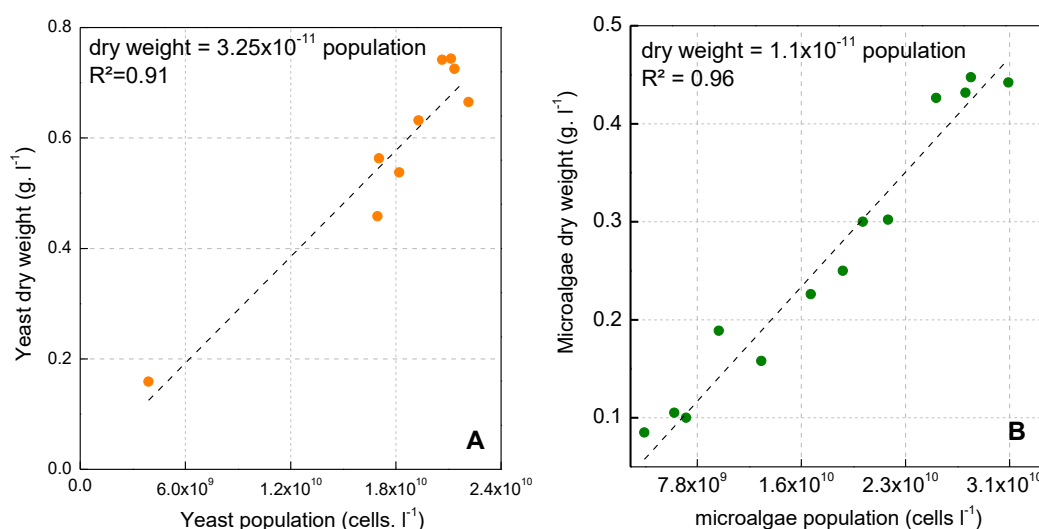 dry weight = 3.25x10⁻¹¹ population
R²=0.91
0.8
0.6
0.4
0.2
0.0
Yeast dry weight (g. l⁻¹)
A
0.0
6.0x10⁹
1.2x10¹⁰
1.8x10¹⁰
2.4x10¹⁰
Yeast population (cells. l⁻¹)
dry weight = 1.1x10⁻¹¹ population
R² = 0.96
0.5
0.4
0.3
0.2
0.1
Microalgae dry weight (g. l⁻¹)
B
7.8x10⁹
1.6x10¹⁰
2.3x10¹⁰
3.1x10¹⁰
microalgae population (cells l⁻¹)